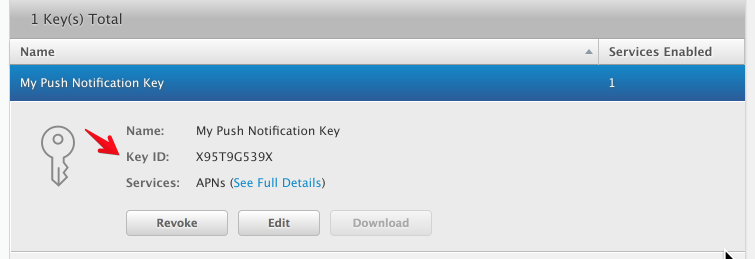 1 Key(s) Total
Name Services Enabled
My Push Notification Key 1
Name: My Push Notification Key
Key ID: X95T9G539X
Services: APNs (See Full Details)
Revoke Edit Download